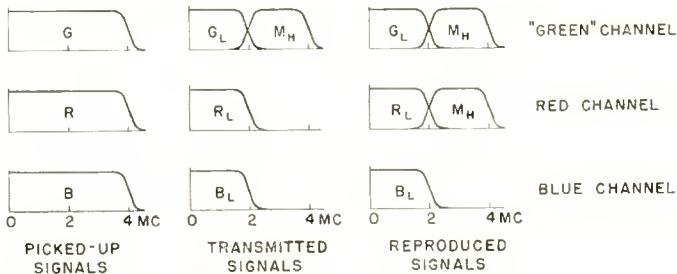 G G_L M_H G_L M_H "GREEN" CHANNEL
R R_L R_L M_H RED CHANNEL
B B_L B_L BLUE CHANNEL
0 2 4 MC 0 2 4 MC 0 2 4 MC
PICKED-UP SIGNALS
TRANSMITTED SIGNALS
REPRODUCED SIGNALS